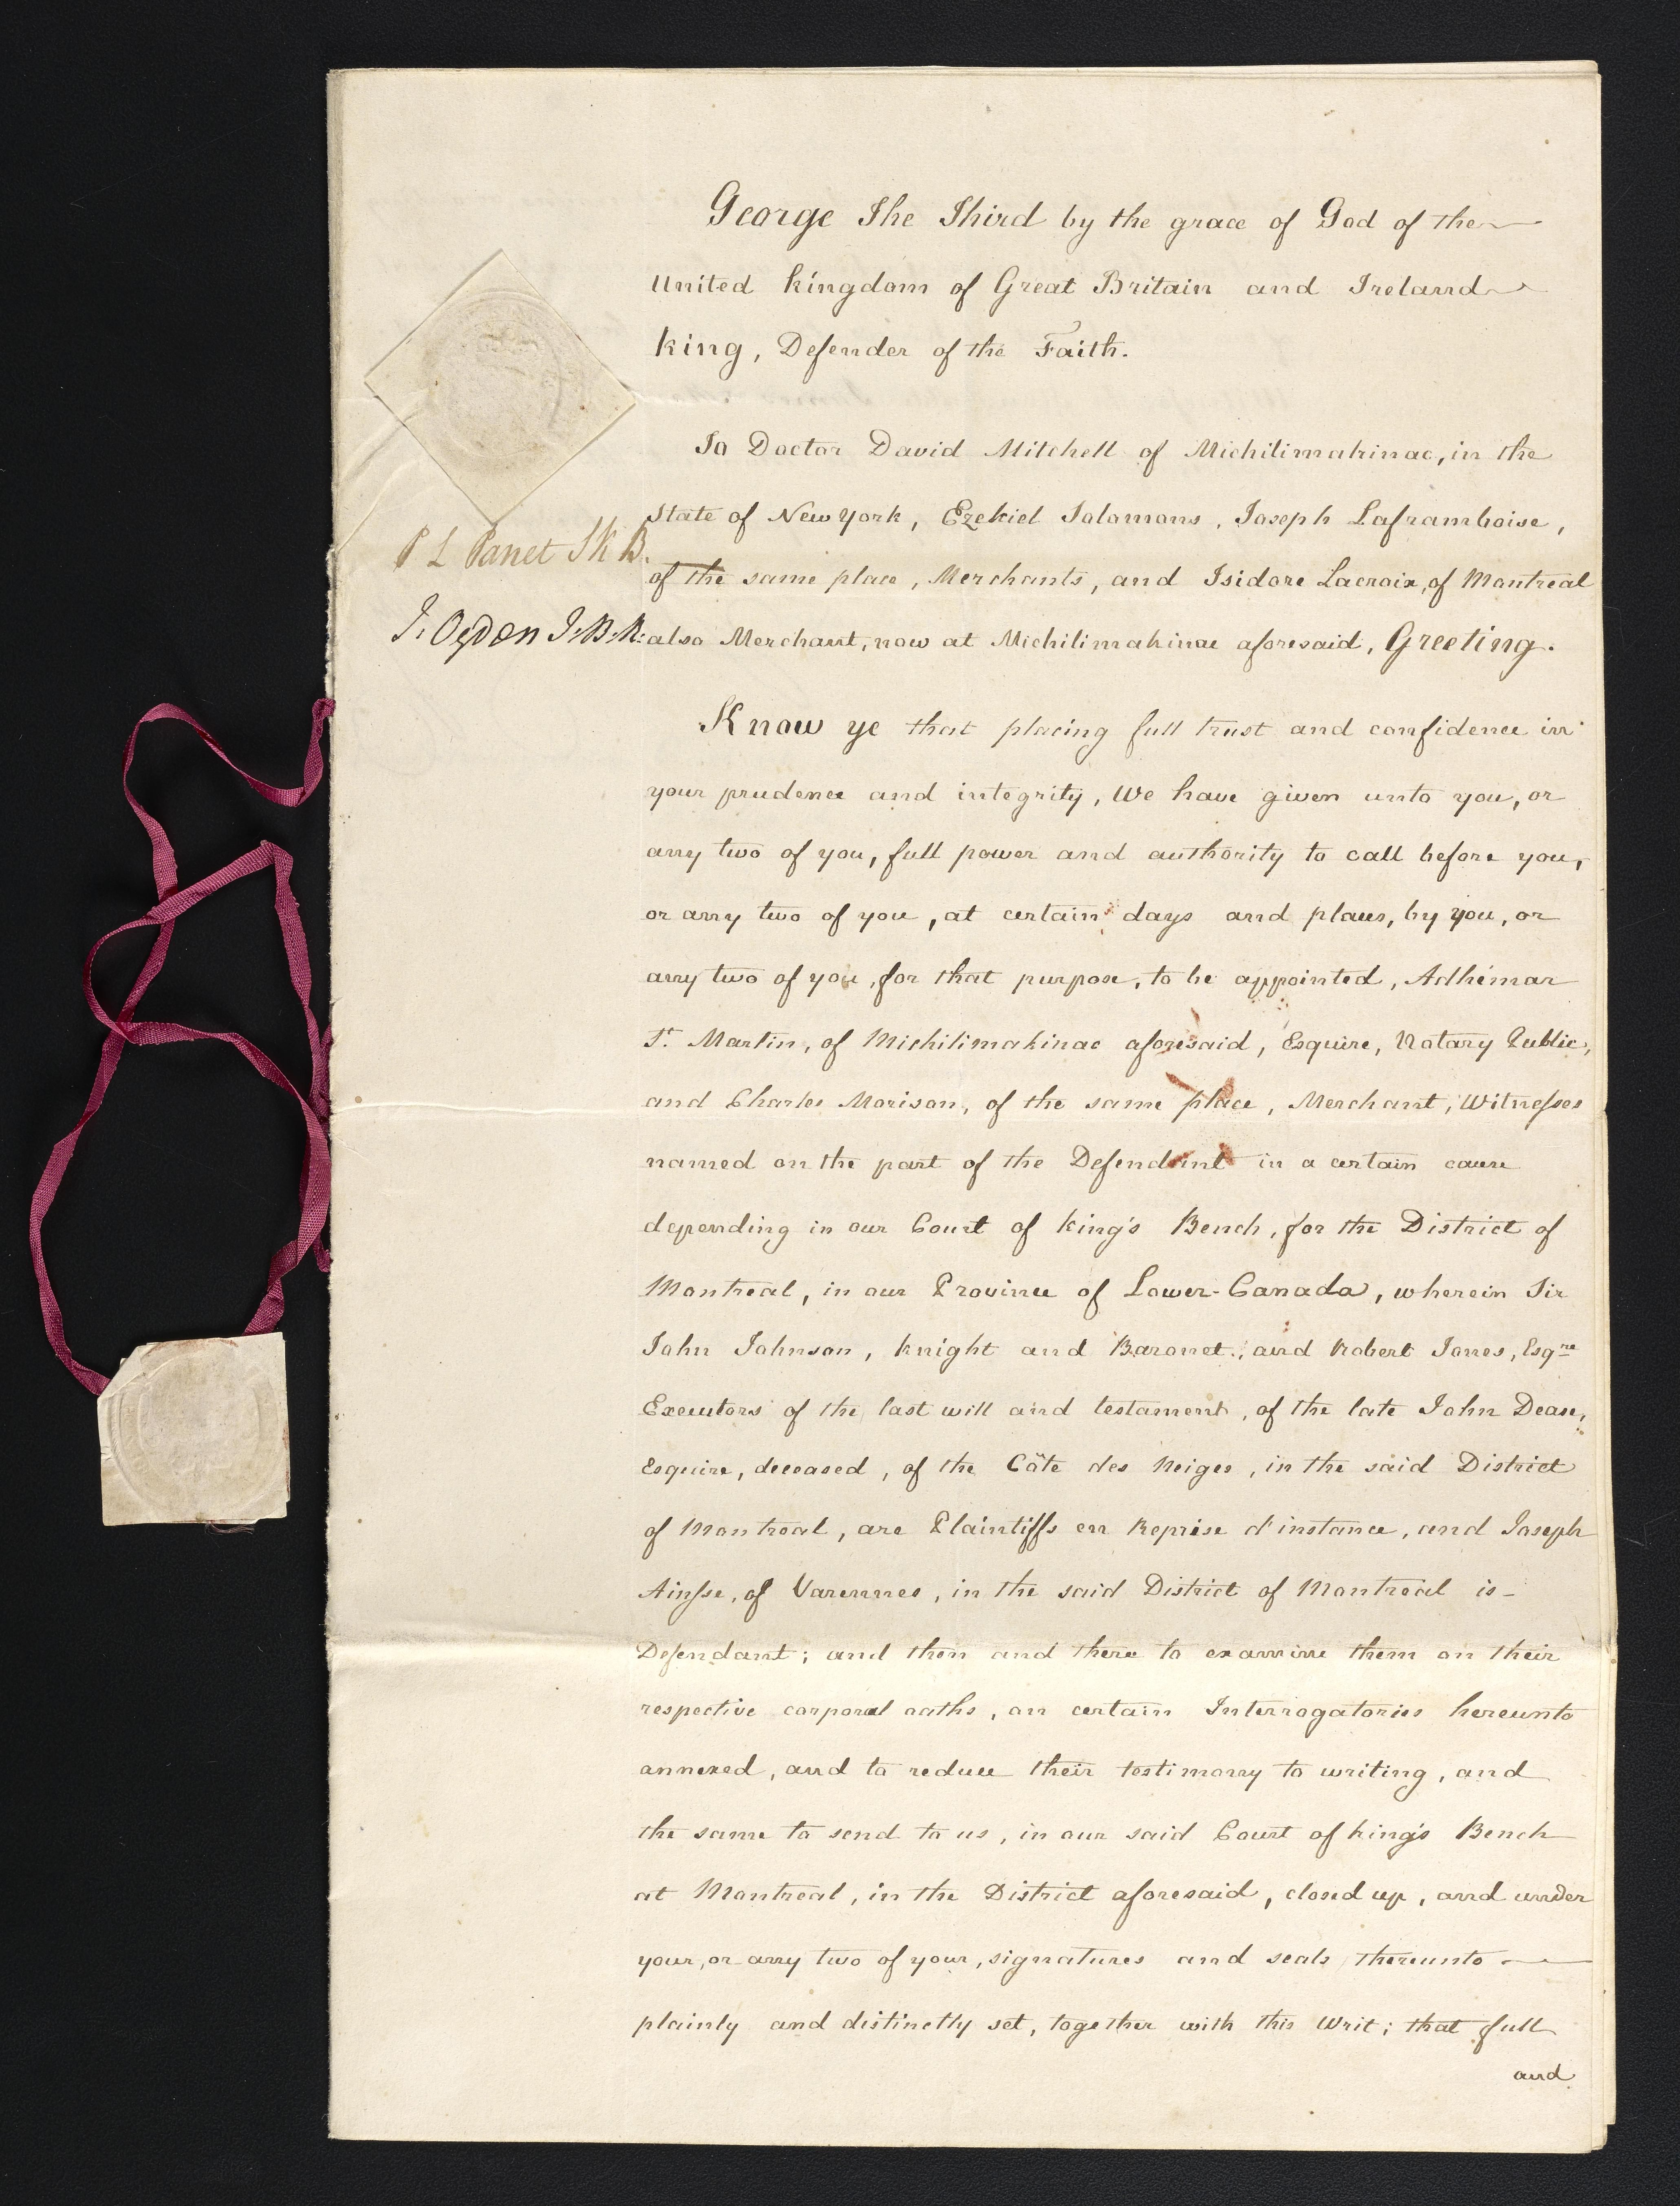 George The Third by the grace of God of the
United kingdom of Great Britain and Ireland
king, Defender of the Faith.
To Doctor David Mitchell of Michilimakinac, in the
State of New York, Ezekiel Solomons, Joseph Laframboise,
P L Panet J K B.
of the same place, Merchants, and Isidore Lacroix, of Montreal
I. Ogden J. B. R.
also Merchant, now at Michilimakinac aforesaid, Greeting.
Know ye that placing full trust and confidence in
your prudence and integrity, We have given unto you, or
any two of you, full power and authority to call before you,
or any two of you, at certain days and places, by you, or
any two of you, for that purpose, to be appointed, Adhémar
St. Martin, of Michilimakinac aforesaid, Esquire, Notary Public,
and Charles Morison, of the same place, Merchant, Witnesses
named on the part of the Defendant in a certain cause
depending in our Court of king's Bench, for the District of
Montreal, in our Province of Lower-Canada, wherein Sir
John Johnson, knight and Baronet, and Robert Jones, Esqre
Executors of the last will and testament, of the late John Dease,
Esquire, deceased, of the Côte des Neiges, in the said District
of Montreal, are Plaintiffs en Reprise d'instance, and Joseph
Ainsse, of Varennes, in the said District of Montreal is -
Defendant; and then and there to examine them on their
respective corporal oaths, on certain Interrogatories hereunto
annexed, and to reduce their testimony to writing, and
the same to send to us, in our said Court of king's Bench
at Montreal, in the District aforesaid, closed up, and under
your, or any two of your, signatures and seals thereunto
plainly and distinctly set, together with this Writ; that full
and